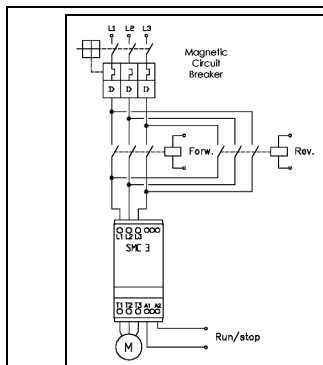 L1 L2 L3
Magnetic
Circuit
Breaker
Forw.
Rev.
L1 L2 L3
SMC 3
T1 T2 T3 A1 A2
M
Run/stop